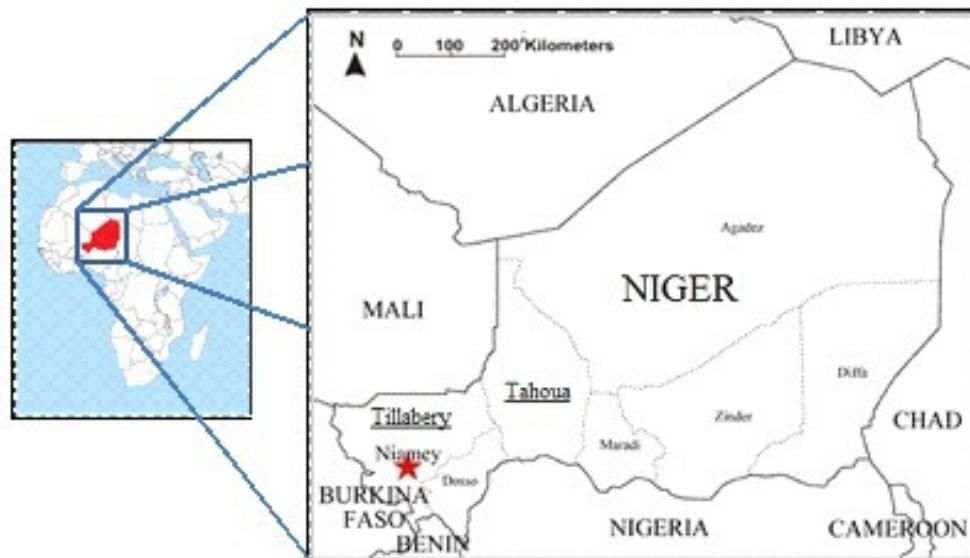 LIBYA
N
0 100 200 Kilometers
ALGERIA
Agadez
NIGER
MALI
Diffa
Tahoua
Tillabery
Zinder
CHAD
Maradi
Niamey
Dosso
BURKINA
FASO
BENIN
NIGERIA
CAMEROON